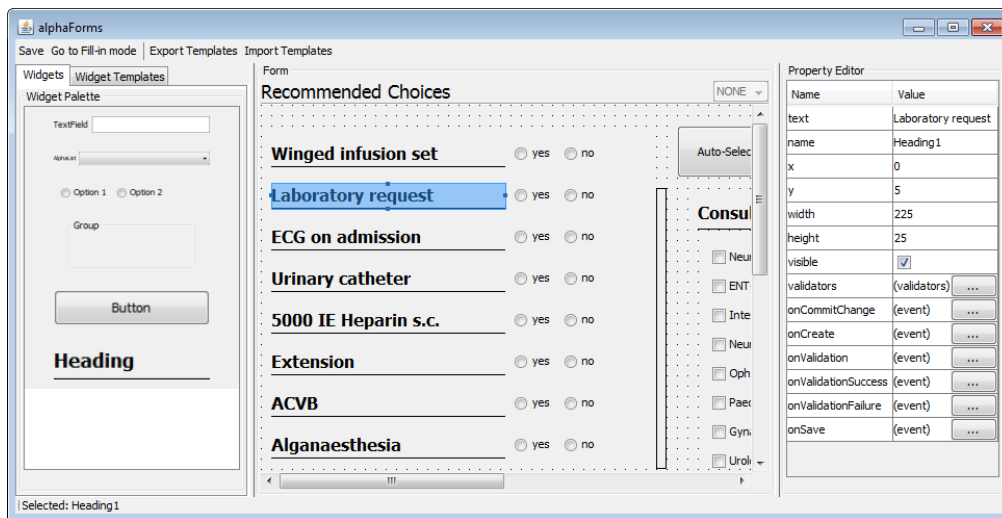 alphaForms
Save Go to Fill-in mode Export Templates Import Templates
Widgets Widget Templates
Widget Palette
TextField
AlphaList
Option 1 Option 2
Group
Button
Heading
Form
Recommended Choices NONE
Winged infusion set yes no
Laboratory request yes no
ECG on admission yes no
Urinary catheter yes no
5000 IE Heparin s.c. yes no
Extension yes no
ACVB yes no
Alganaesthesia yes no
Auto-Selec
Consul
Neur
ENT-
Inter
Neur
Oph
Paed
Gyna
Urolo
Property Editor
Name Value
text Laboratory request
name Heading1
x 0
y 5
width 225
height 25
visible
validators (validators) ...
onCommitChange (event) ...
onCreate (event) ...
onValidation (event) ...
onValidationSuccess (event) ...
onValidationFailure (event) ...
onSave (event) ...
Selected: Heading1